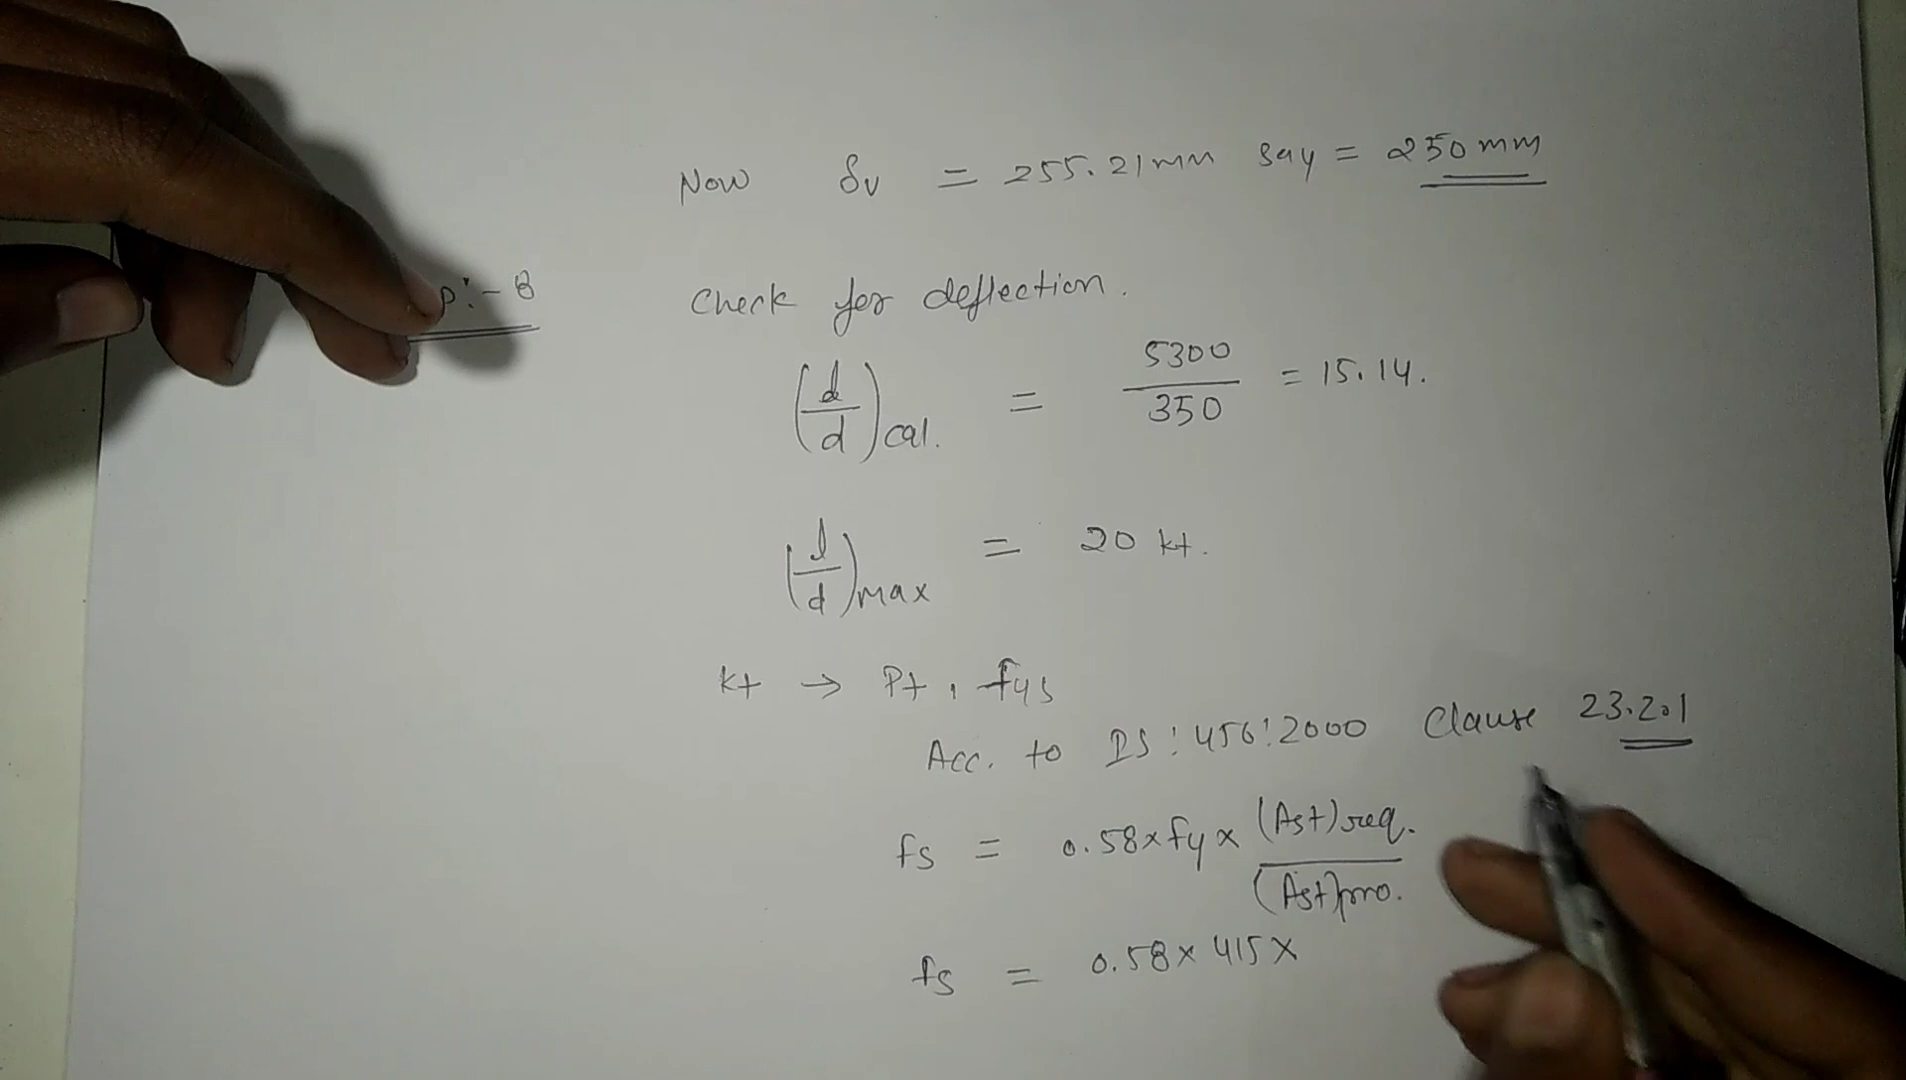 Now Sv = 255.21mm say = 250mm
p:- 8
Check for deflection.
(d/d)cal. = 5300/350 = 15.14.
(l/d)max = 20 kt.
kt → Pt, fys
Acc. to IS:456:2000 Clause 23.2.1
fs = 0.58×fy× (Ast)req./(Ast)pro.
fs = 0.58×415×